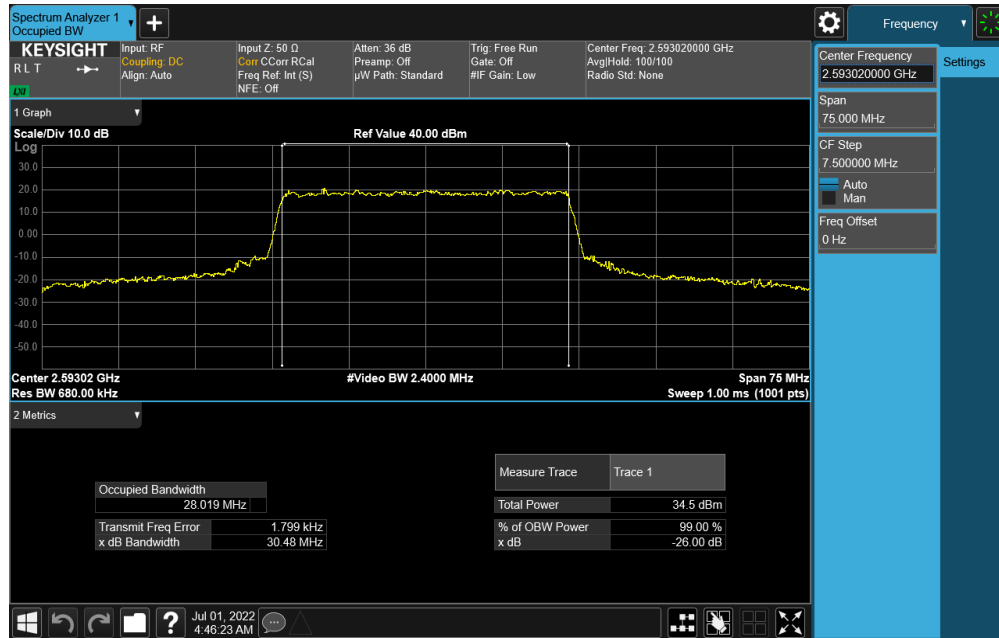 Spectrum Analyzer 1
Occupied BW
Frequency
KEYSIGHT
R L T
LXI
Input: RF
Coupling: DC
Align: Auto
Input Z: 50 Ω
Corr CCorr RCal
Freq Ref: Int (S)
NFE: Off
Atten: 36 dB
Preamp: Off
µW Path: Standard
Trig: Free Run
Gate: Off
#IF Gain: Low
Center Freq: 2.593020000 GHz
Avg|Hold: 100/100
Radio Std: None
Center Frequency
2.593020000 GHz
Settings
Span
75.000 MHz
CF Step
7.500000 MHz
Auto
Man
Freq Offset
0 Hz
1 Graph
Scale/Div 10.0 dB
Ref Value 40.00 dBm
Log
30.0
20.0
10.0
0.00
-10.0
-20.0
-30.0
-40.0
-50.0
Center 2.59302 GHz
#Video BW 2.4000 MHz
Span 75 MHz
Res BW 680.00 kHz
Sweep 1.00 ms (1001 pts)
2 Metrics
Measure Trace
Trace 1
Occupied Bandwidth
28.019 MHz
Total Power
34.5 dBm
Transmit Freq Error
1.799 kHz
% of OBW Power
99.00 %
x dB Bandwidth
30.48 MHz
x dB
-26.00 dB
Jul 01, 2022
4:46:23 AM